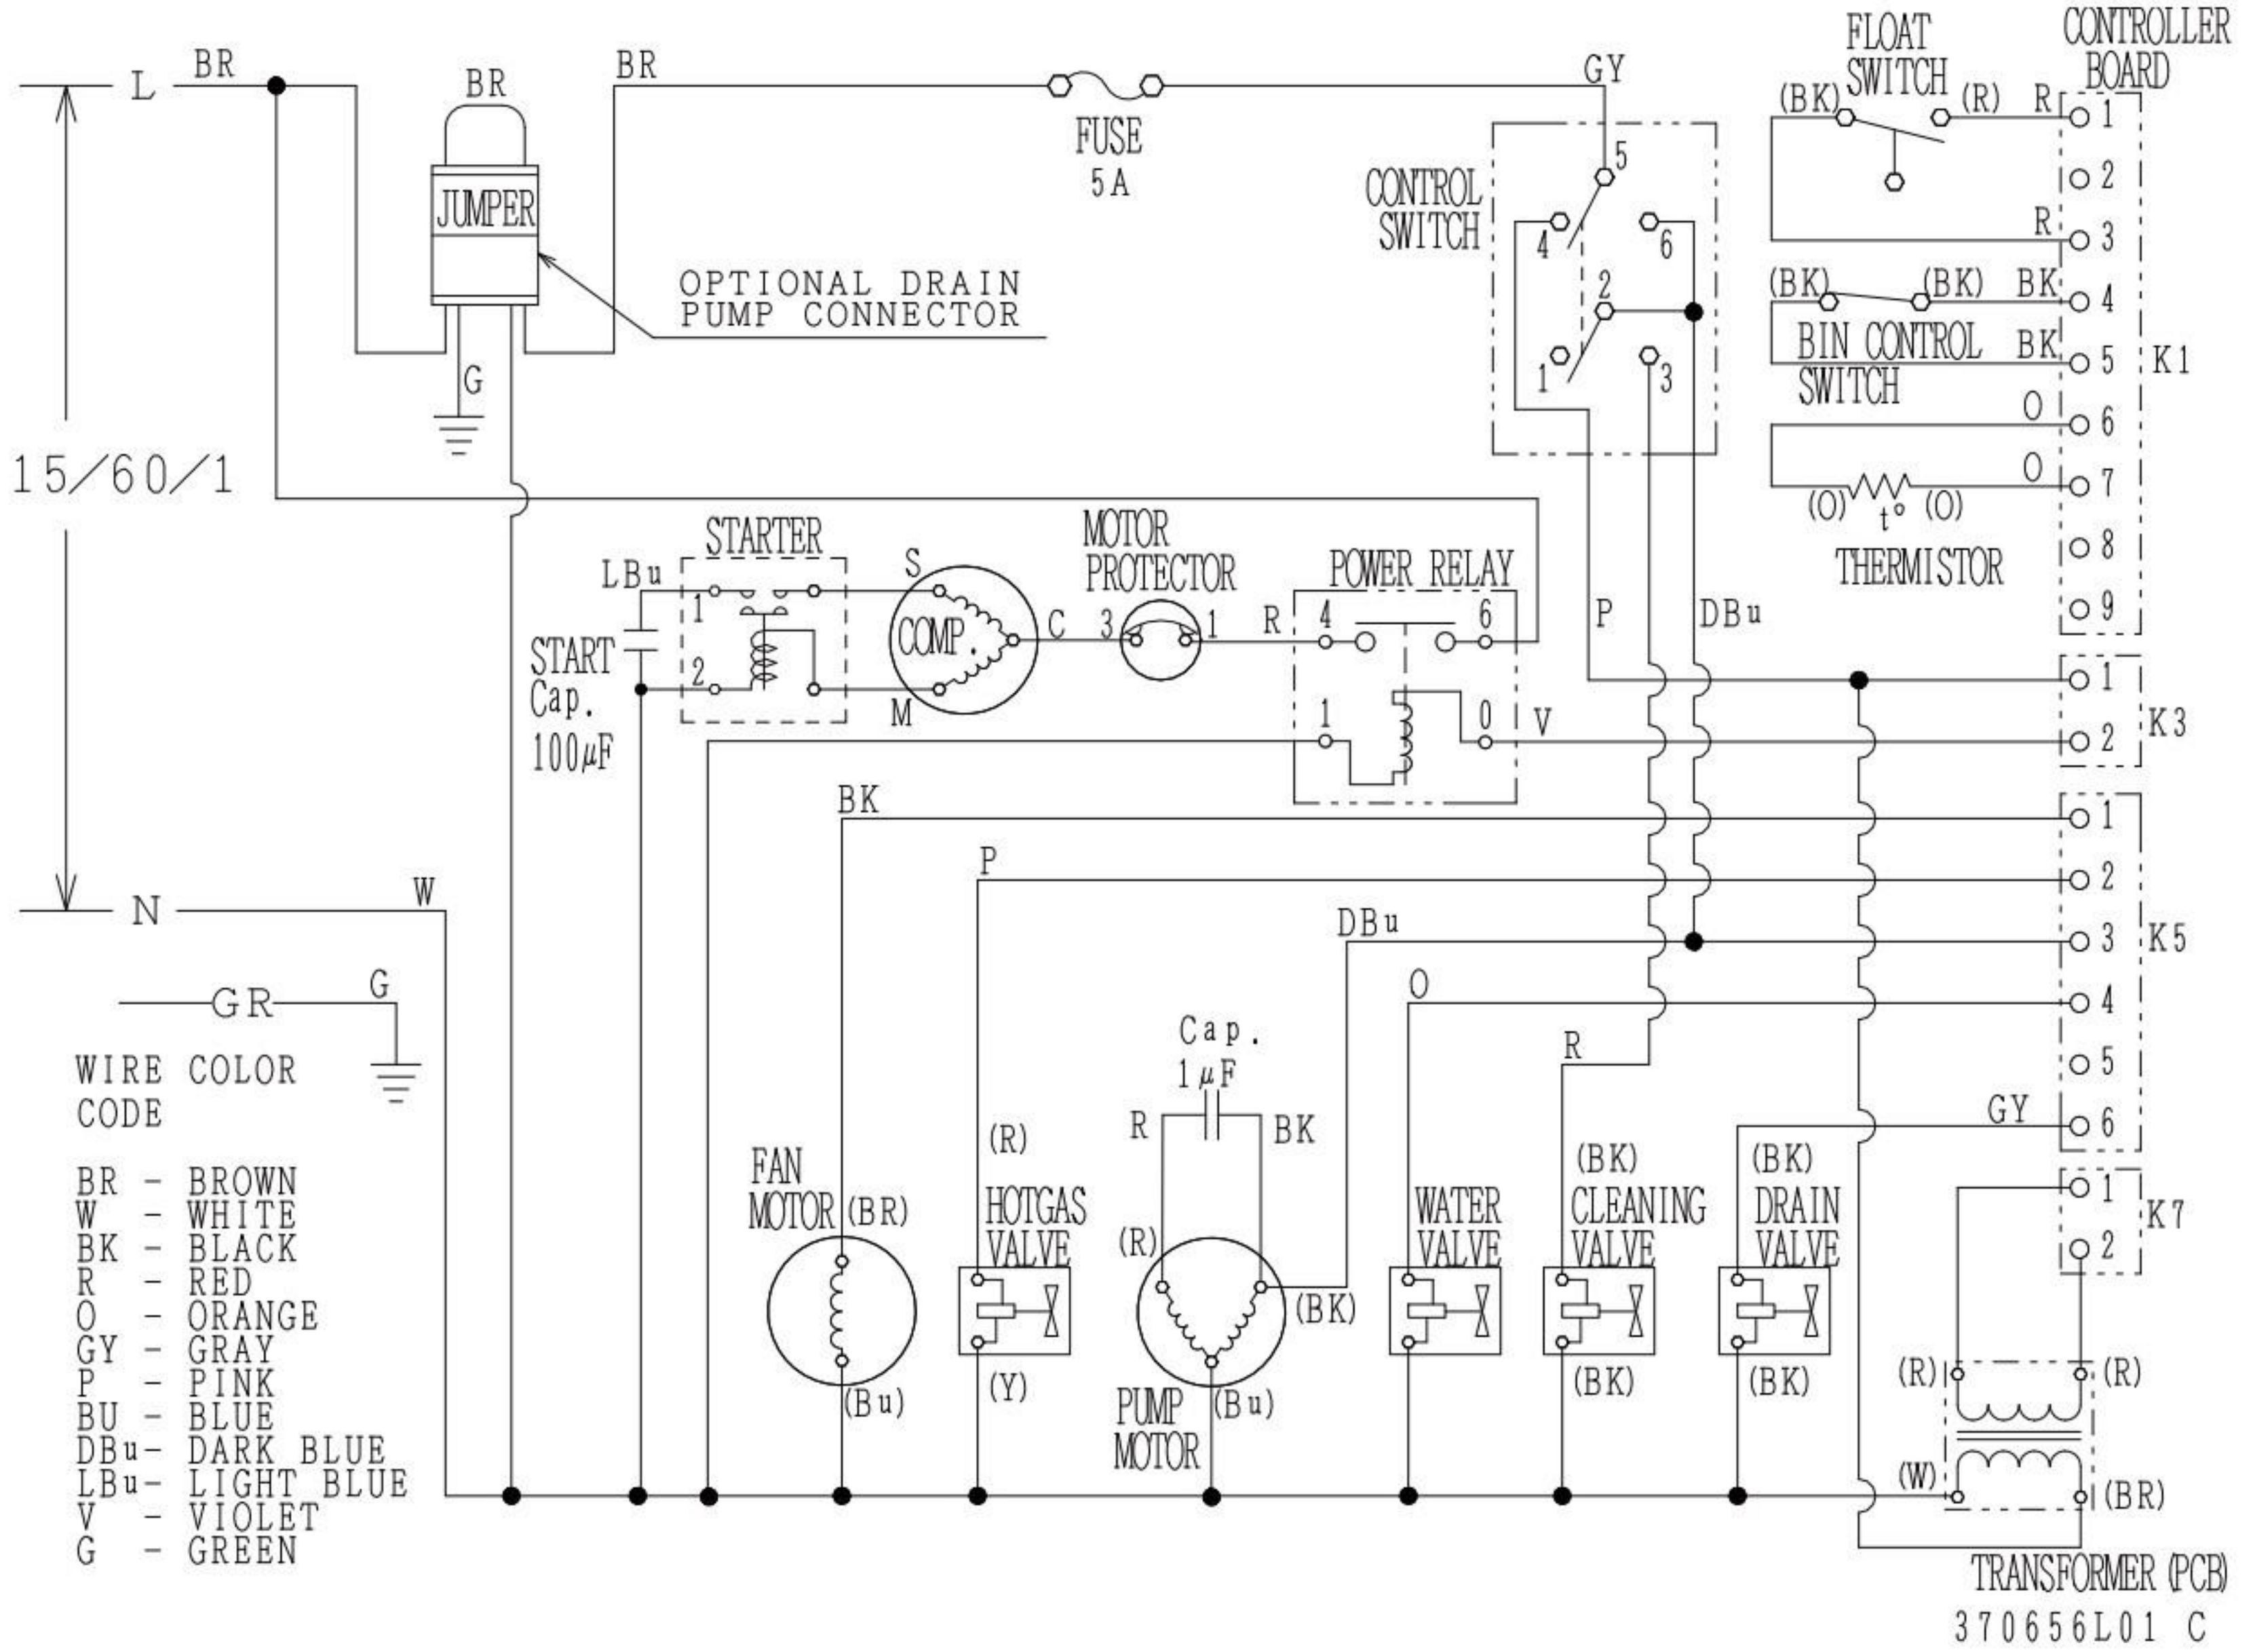 L
BR
BR
JUMPER
OPTIONAL DRAIN
PUMP CONNECTOR
G
BR
FUSE
5A
GY
CONTROL
SWITCH
5
4
6
2
1
3
FLOAT
SWITCH
(BK)
(R)
R
R
CONTROLLER
BOARD
1
2
3
4
5
6
7
8
9
K1
(BK)
(BK)
BK
BIN CONTROL
SWITCH
BK
O
O
(O)
t°
(O)
THERMISTOR
15/60/1
STARTER
LBu
1
2
START
Cap.
100μF
S
COMP.
M
C
MOTOR
PROTECTOR
3
1
R
POWER RELAY
4
6
1
0
V
P
DBu
1
2
K3
BK
P
DBu
O
R
GY
1
2
3
4
5
6
K5
N
W
GR
G
WIRE COLOR
CODE
BR - BROWN
W - WHITE
BK - BLACK
R - RED
O - ORANGE
GY - GRAY
P - PINK
BU - BLUE
DBu- DARK BLUE
LBu- LIGHT BLUE
V - VIOLET
G - GREEN
FAN
MOTOR
(BR)
(Bu)
(R)
HOTGAS
VALVE
(Y)
Cap.
1μF
R
BK
(R)
(BK)
PUMP
MOTOR
(Bu)
WATER
VALVE
(BK)
CLEANING
VALVE
(BK)
(BK)
DRAIN
VALVE
(BK)
1
2
K7
(R)
(R)
(W)
(BR)
TRANSFORMER (PCB)
370656L01 C